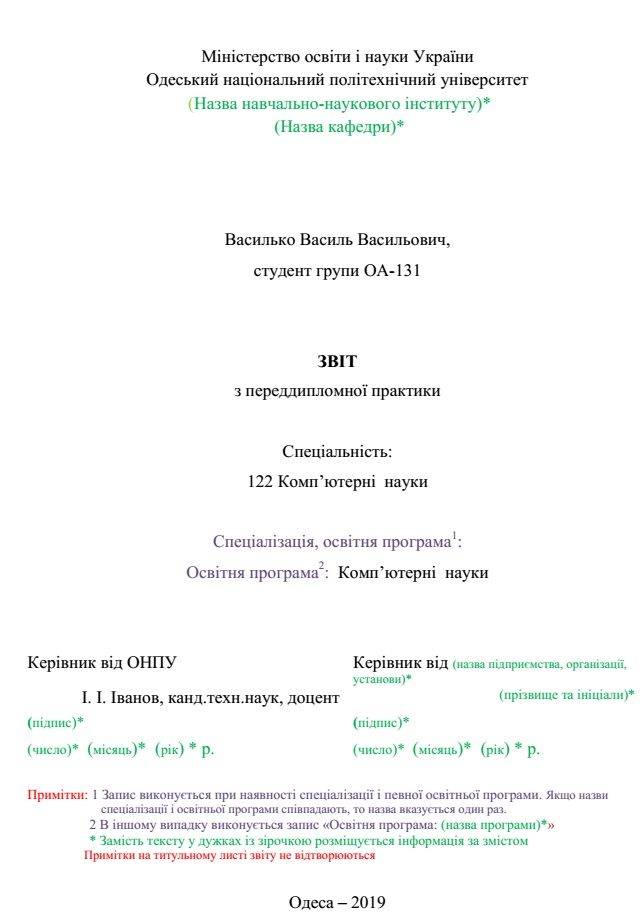 Міністерство освіти і науки України
Одеський національний політехнічний університет
(Назва навчально-наукового інституту)*
(Назва кафедри)*
Василько Василь Васильович,
студент групи ОА-131
ЗВІТ
з переддипломної практики
Спеціальність:
122 Комп’ютерні науки
Спеціалізація, освітня програма1:
Освітня програма2: Комп’ютерні науки
Керівник від ОНПУ
І. І. Іванов, канд.техн.наук, доцент
(підпис)*
(число)* (місяць)* (рік) * р.
Керівник від (назва підприємства, організації,
установи)*
(прізвище та ініціали)*
(підпис)*
(число)* (місяць)* (рік) * р.
Примітки: 1 Запис виконується при наявності спеціалізації і певної освітньої програми. Якщо назви
спеціалізації і освітньої програми співпадають, то назва вказується один раз.
2 В іншому випадку виконується запис «Освітня програма: (назва програми)*»
* Замість тексту у дужках із зірочкою розміщується інформація за змістом
Примітки на титульному листі звіту не відтворюються
Одеса – 2019